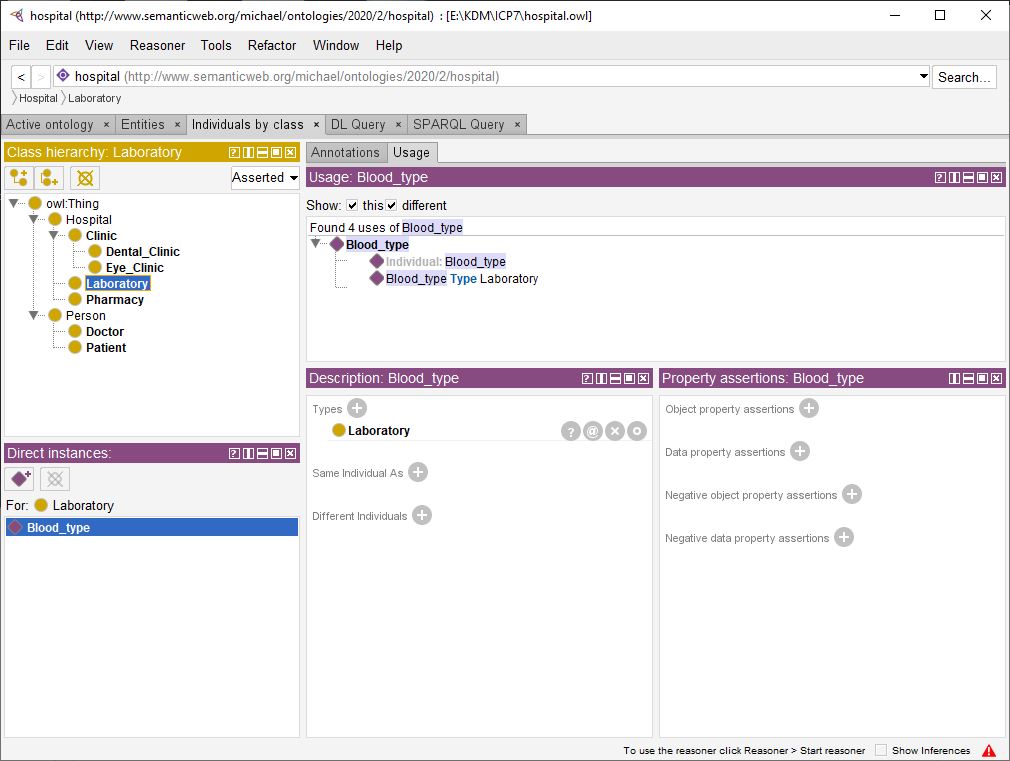 hospital (http://www.semanticweb.org/michael/ontologies/2020/2/hospital) : [E:\KDM\ICP7\hospital.owl]
File Edit View Reasoner Tools Refactor Window Help
< > hospital (http://www.semanticweb.org/michael/ontologies/2020/2/hospital) Search...
Hospital Laboratory
Active ontology × Entities × Individuals by class × DL Query × SPARQL Query ×
Class hierarchy: Laboratory
Asserted
owl:Thing
Hospital
Clinic
Dental_Clinic
Eye_Clinic
Laboratory
Pharmacy
Person
Doctor
Patient
Direct instances:
For: Laboratory
Blood_type
Annotations Usage
Usage: Blood_type
Show: this different
Found 4 uses of Blood_type
Blood_type
Individual: Blood_type
Blood_type Type Laboratory
Description: Blood_type
Types
Laboratory
Same Individual As
Different Individuals
Property assertions: Blood_type
Object property assertions
Data property assertions
Negative object property assertions
Negative data property assertions
To use the reasoner click Reasoner > Start reasoner Show Inferences